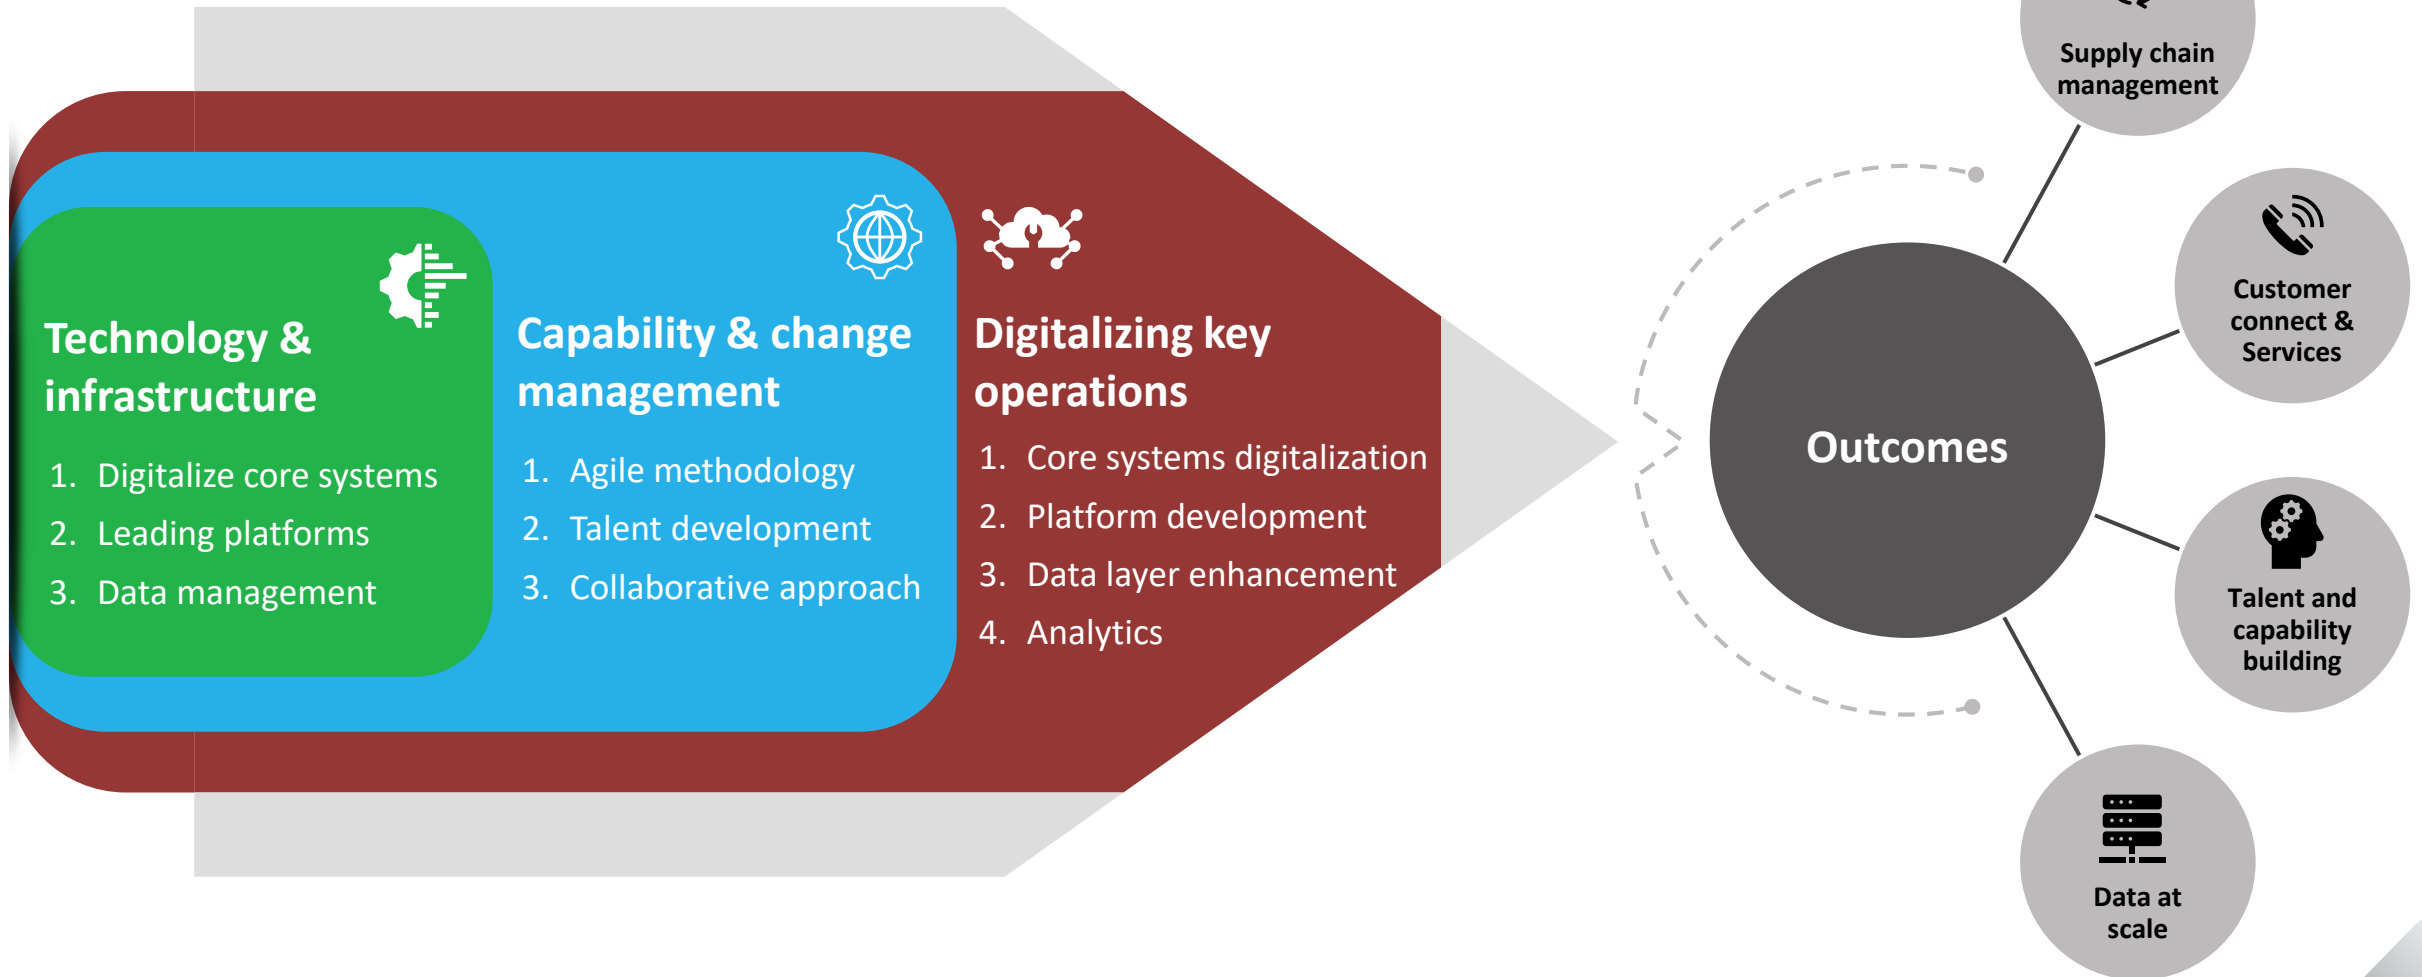 Technology &
infrastructure
1. Digitalize core systems
2. Leading platforms
3. Data management
Capability & change
management
1. Agile methodology
2. Talent development
3. Collaborative approach
Digitalizing key
operations
1. Core systems digitalization
2. Platform development
3. Data layer enhancement
4. Analytics
Outcomes
Supply chain
management
Customer
connect &
Services
Talent and
capability
building
Data at
scale